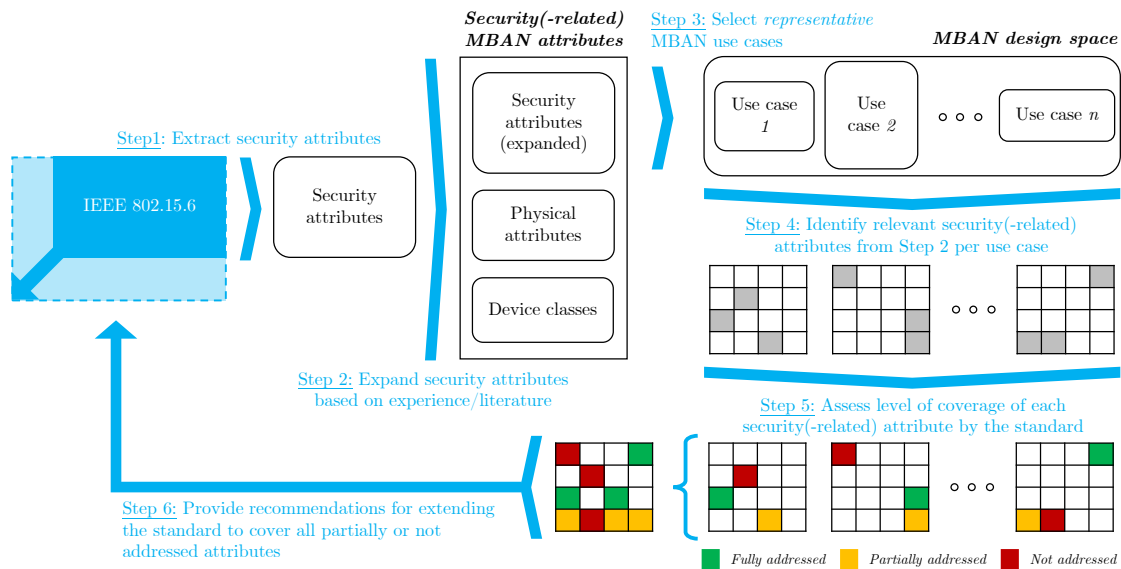 Security(-related)
MBAN attributes
Step 3: Select representative
MBAN use cases
MBAN design space
Security
attributes
(expanded)
Use case
1
Use
case 2
Use case n
Step1: Extract security attributes
IEEE 802.15.6
Security
attributes
Physical
attributes
Device classes
Step 4: Identify relevant security(-related)
attributes from Step 2 per use case
Step 2: Expand security attributes
based on experience/literature
Step 5: Assess level of coverage of each
security(-related) attribute by the standard
Step 6: Provide recommendations for extending
the standard to cover all partially or not
addressed attributes
Fully addressed
Partially addressed
Not addressed